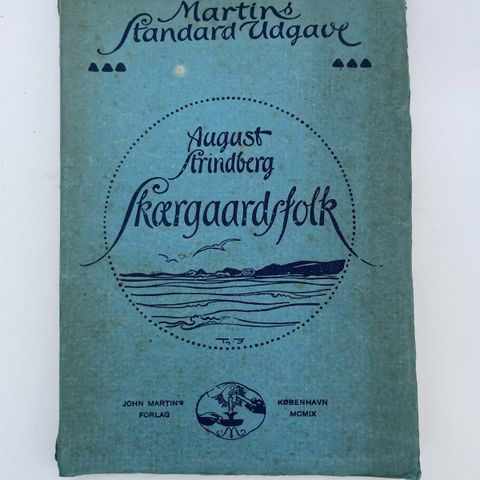 Martins
Standard Udgave
August
Strindberg
Skærgaardsfolk
JOHN MARTIN'S
FORLAG
KØBENHAVN
MCMIX